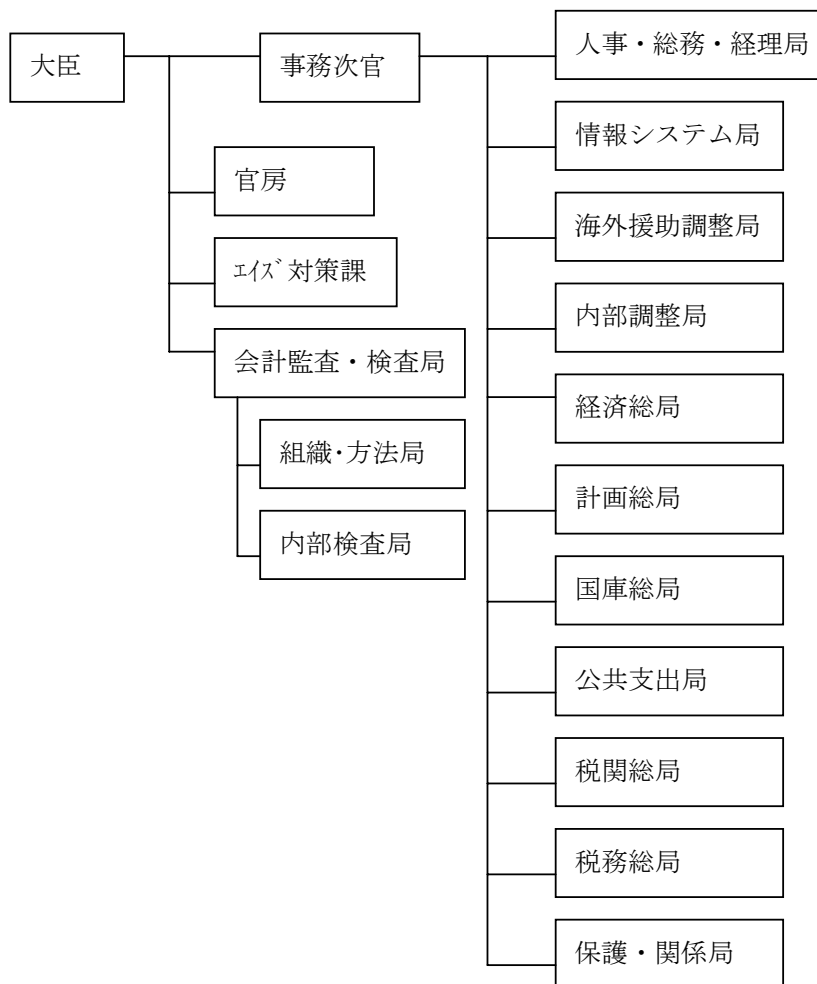 大臣
事務次官
官房
ｴｲｽﾞ対策課
会計監査・検査局
組織・方法局
内部検査局
人事・総務・経理局
情報システム局
海外援助調整局
内部調整局
経済総局
計画総局
国庫総局
公共支出局
税関総局
税務総局
保護・関係局